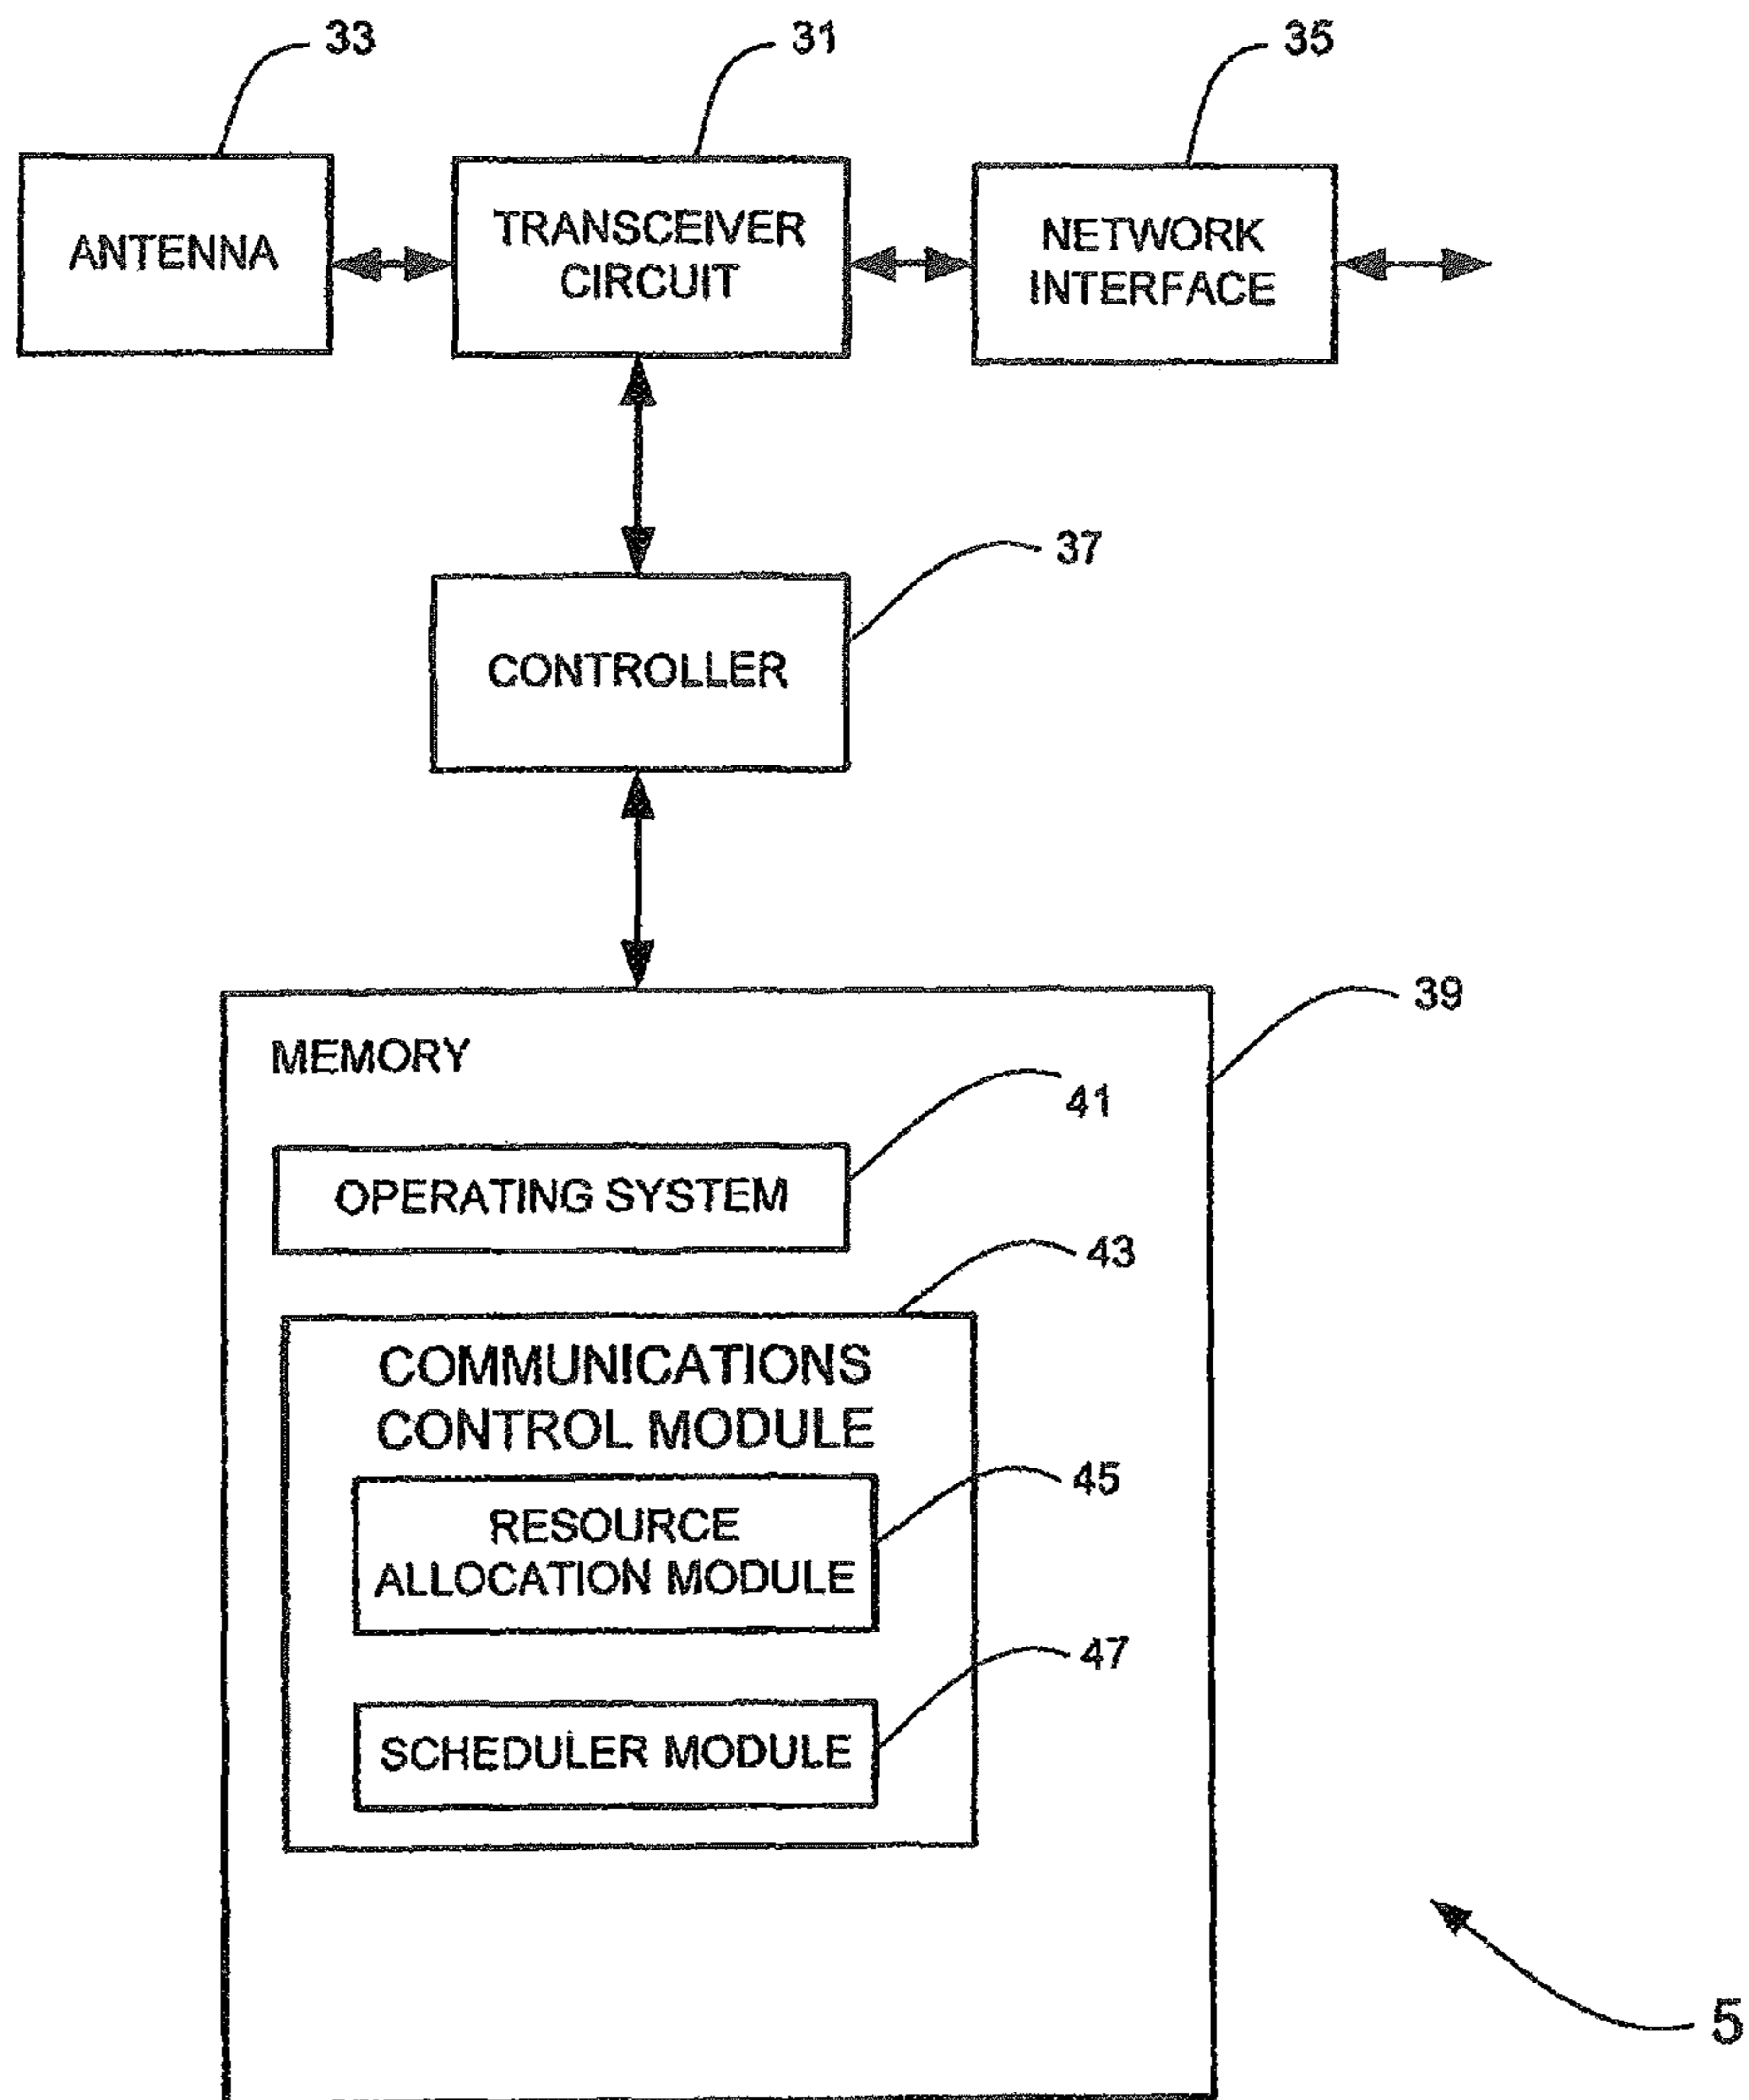 33
31
35
ANTENNA
TRANSCEIVER
CIRCUIT
NETWORK
INTERFACE
37
CONTROLLER
39
MEMORY
41
OPERATING SYSTEM
43
COMMUNICATIONS
CONTROL MODULE
45
RESOURCE
ALLOCATION MODULE
47
SCHEDULER MODULE
5